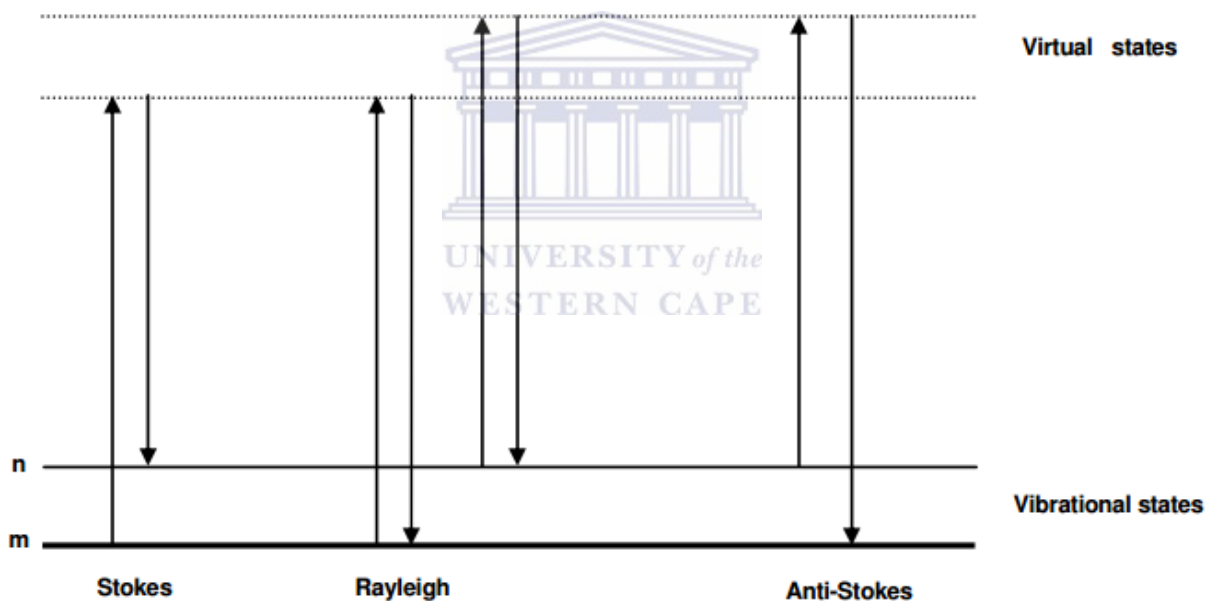 Virtual states
UNIVERSITY of the
WESTERN CAPE
n
Vibrational states
m
Stokes Rayleigh Anti-Stokes